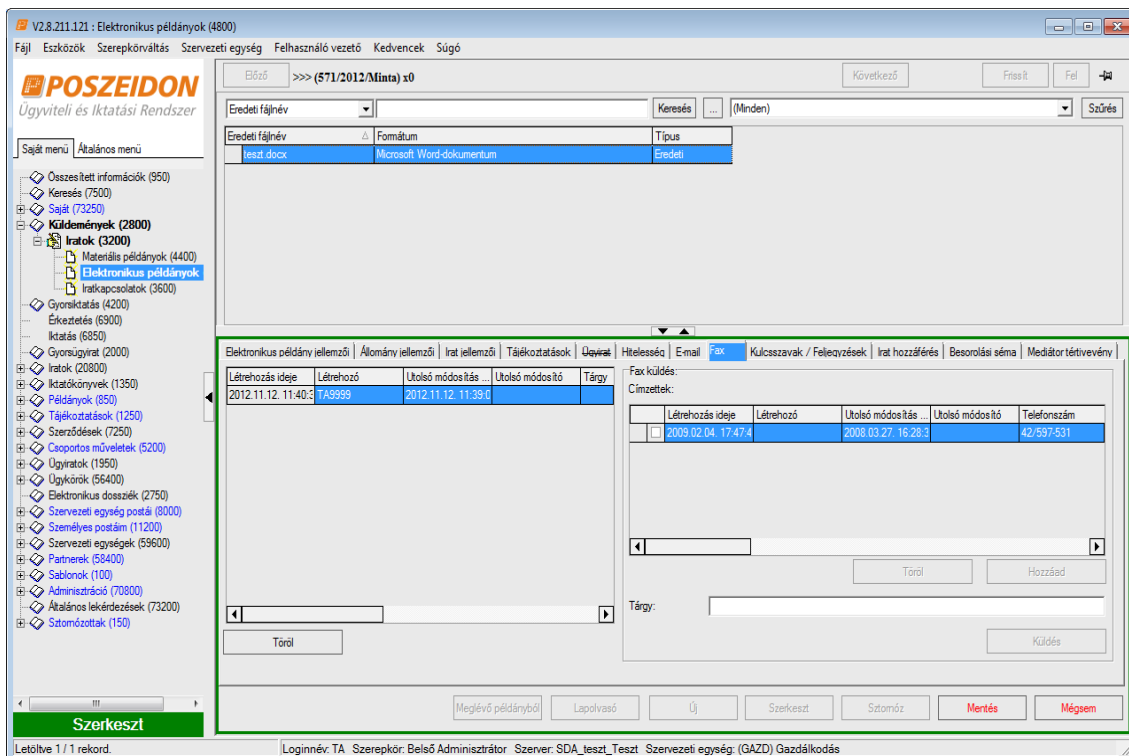 V2.8.211.121 : Elektronikus példányok (4800)
Fájl Eszközök Szerepkörváltás Szervezeti egység Felhasználó vezető Kedvencek Súgó
POSZEIDON
Ügyviteli és Iktatási Rendszer
Saját menü Általános menü
Összesített információk (950)
Keresés (7500)
Saját (73250)
Küldemények (2800)
Iratok (3200)
Materiális példányok (4400)
Elektronikus példányok
Iratkapcsolatok (3600)
Gyorsiktatás (4200)
Érkeztetés (6900)
Iktatás (6850)
Gyorsügyirat (2000)
Iratok (20800)
Iktatókönyvek (1350)
Példányok (850)
Tájékoztatások (1250)
Szerződések (7250)
Csoportos műveletek (5200)
Ügyiratok (1950)
Ügykörök (56400)
Elektronikus dossziék (2750)
Szervezeti egység postái (8000)
Személyes postáim (11200)
Szervezeti egységek (59600)
Partnerek (58400)
Sablonok (100)
Adminisztráció (70800)
Általános lekérdezések (73200)
Sztornózottak (150)
Szerkeszt
Előző >>> (571/2012/Minta) x0 Következő Frissít Fel
Eredeti fájlnév Keresés ... (Minden) Szűrés
Eredeti fájlnév Formátum Típus
teszt.docx Microsoft Word-dokumentum Eredeti
Elektronikus példány jellemzői Állomány jellemzői Irat jellemzői Tájékoztatások Ügyirat Hitelesség E-mail Fax Kulcsszavak / Feljegyzések Irat hozzáférés Besorolási séma Mediátor tértivevény
Létrehozás ideje Létrehozó Utolsó módosítás ... Utolsó módosító Tárgy
2012.11.12. 11:40:3 TA9999 2012.11.12. 11:39:0
Töröl
Fax küldés:
Címzettek:
Létrehozás ideje Létrehozó Utolsó módosítás ... Utolsó módosító Telefonszám
2009.02.04. 17:47:4 2008.03.27. 16:28:3 42/597-531
Töröl Hozzáad
Tárgy:
Küldés
Meglévő példányból Lapolvasó Új Szerkeszt Sztornóz Mentés Mégsem
Letöltve 1 / 1 rekord. Loginnév: TA Szerepkör: Belső Adminisztrátor Szerver: SDA_teszt_Teszt Szervezeti egység: (GAZD) Gazdálkodás